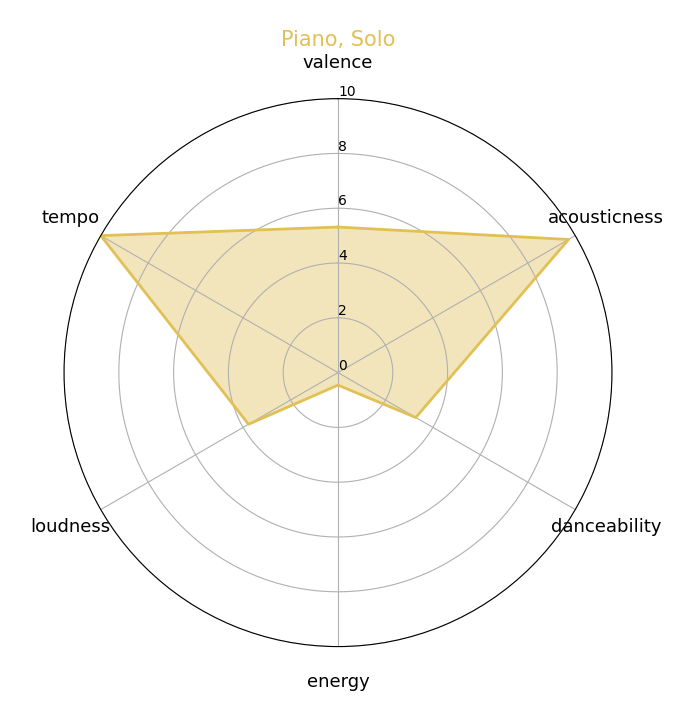 Piano, Solo
valence
10
8
tempo
6
acousticness
4
2
0
loudness
danceability
energy